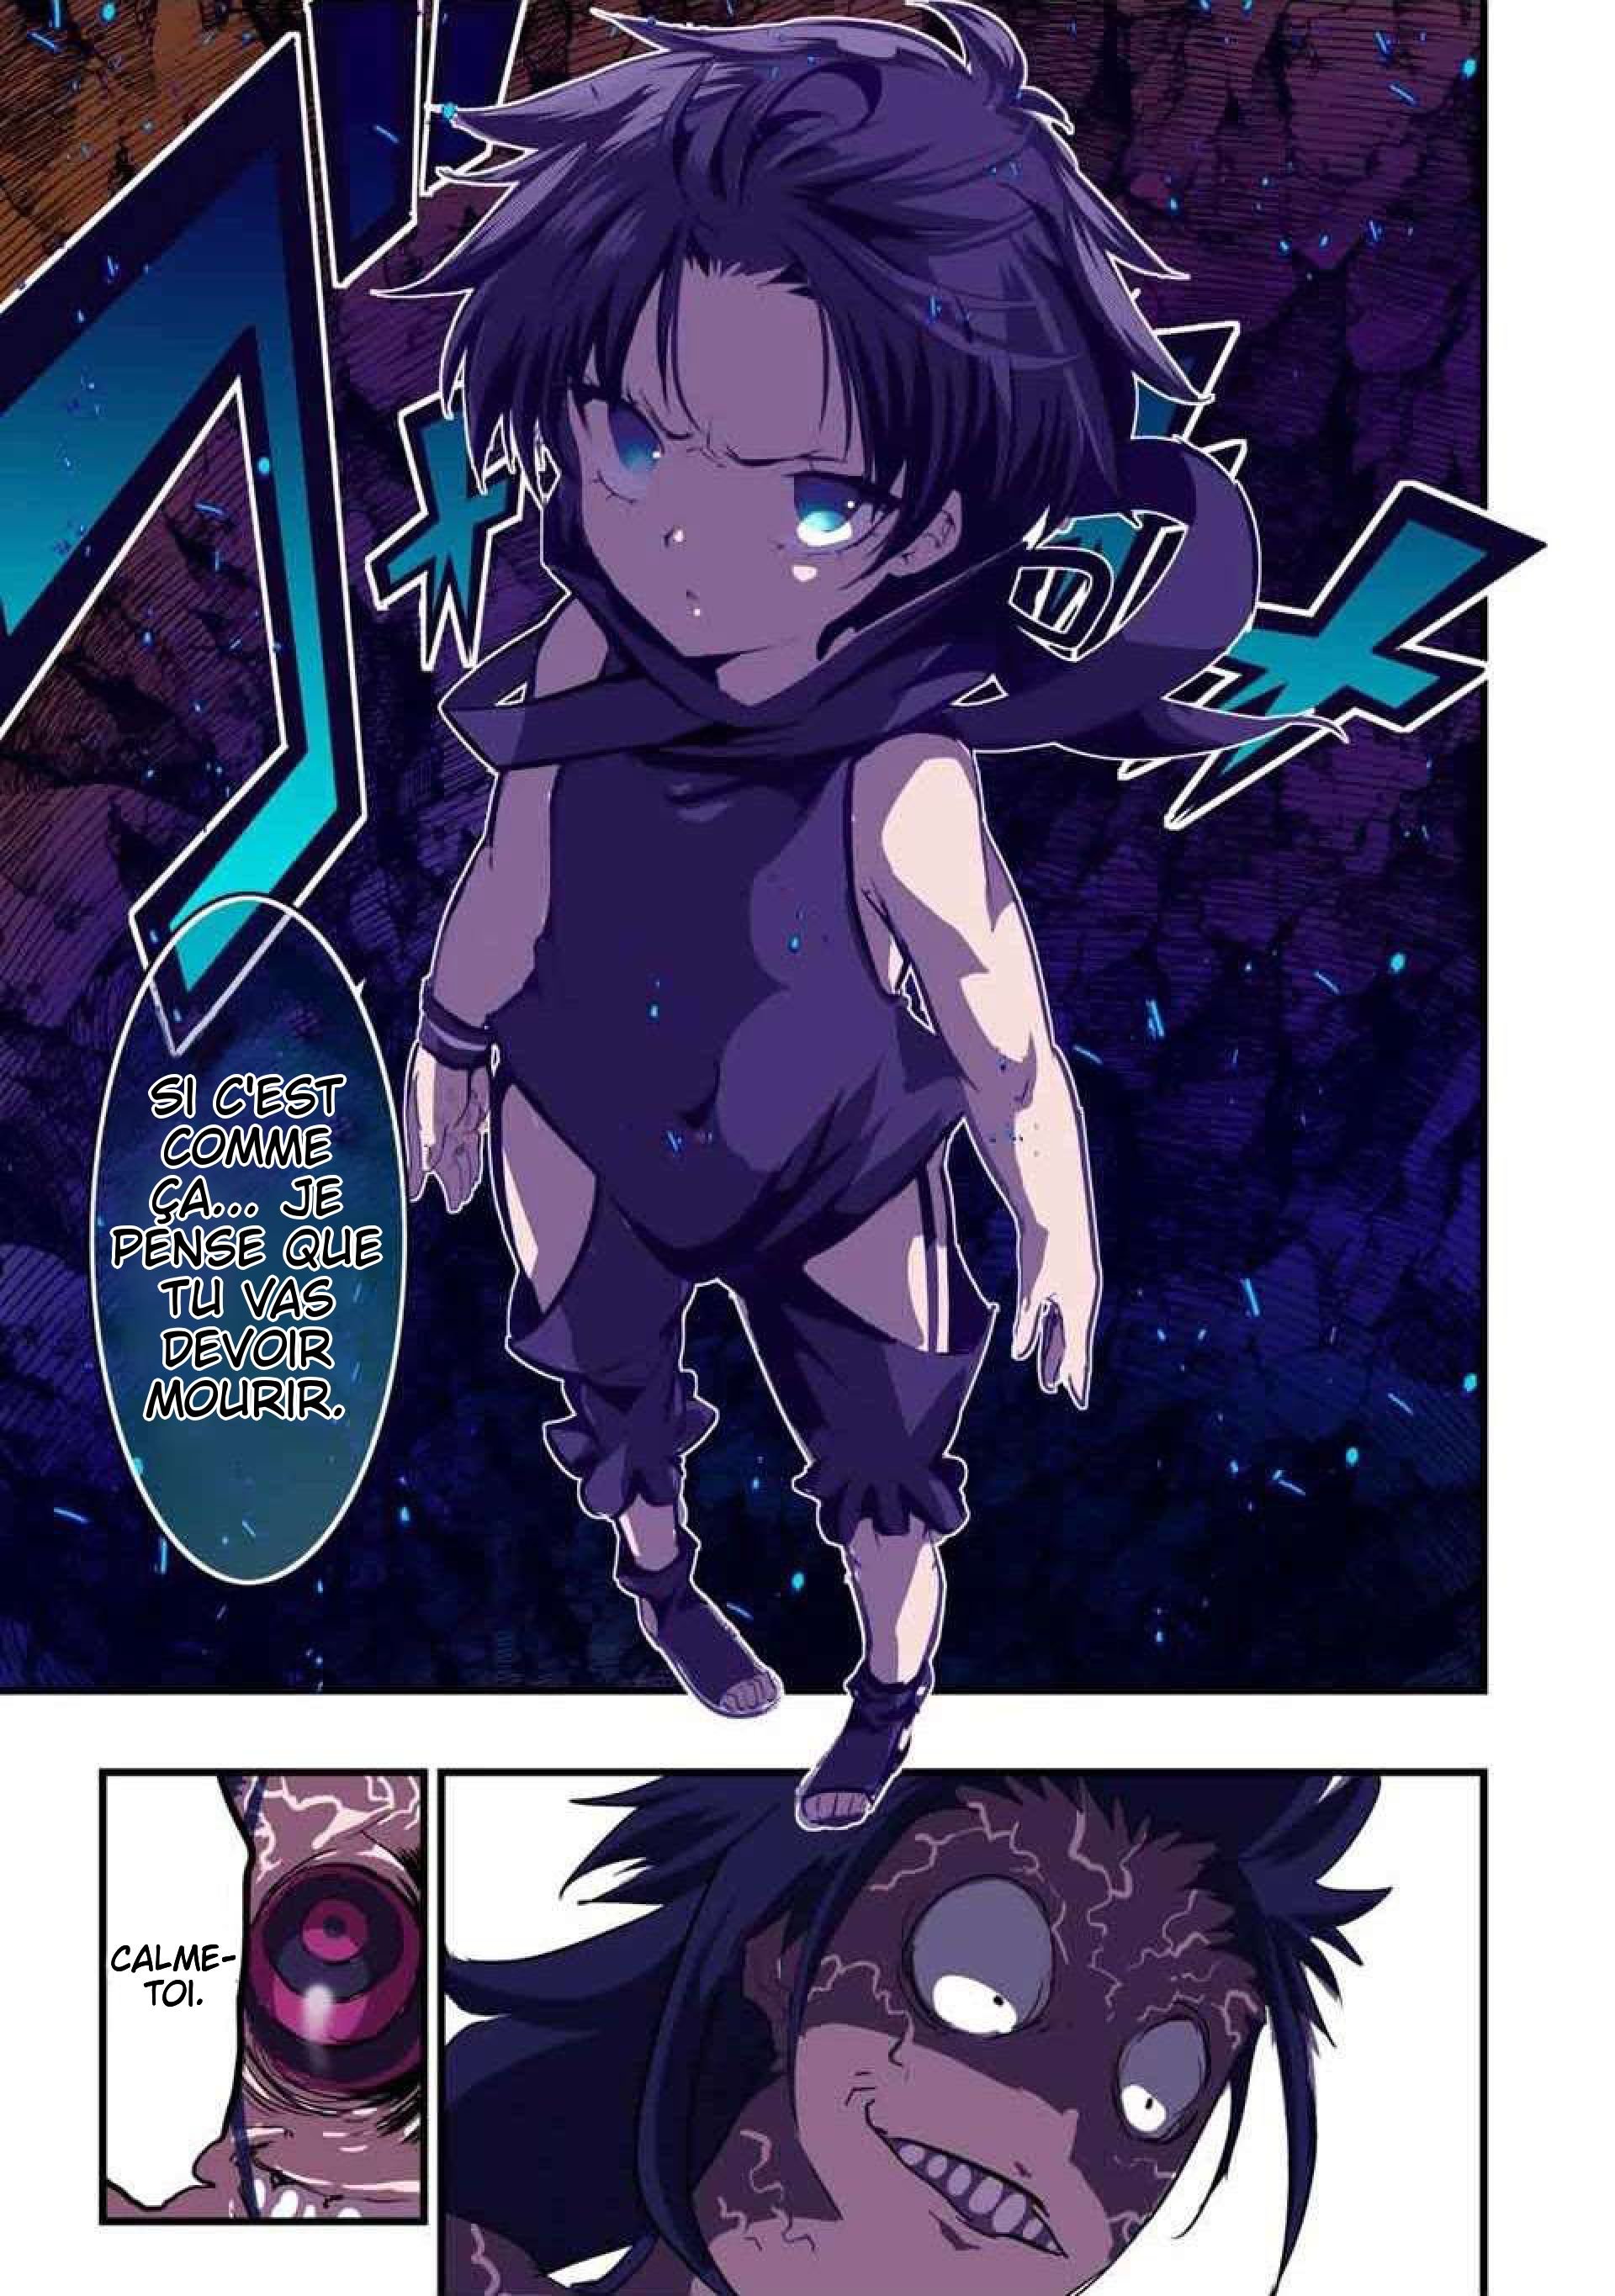 SI C'EST
COMME
ÇA... JE
PENSE QUE
TU VAS
DEVOIR
MOURIR.
CALME-
TOI.